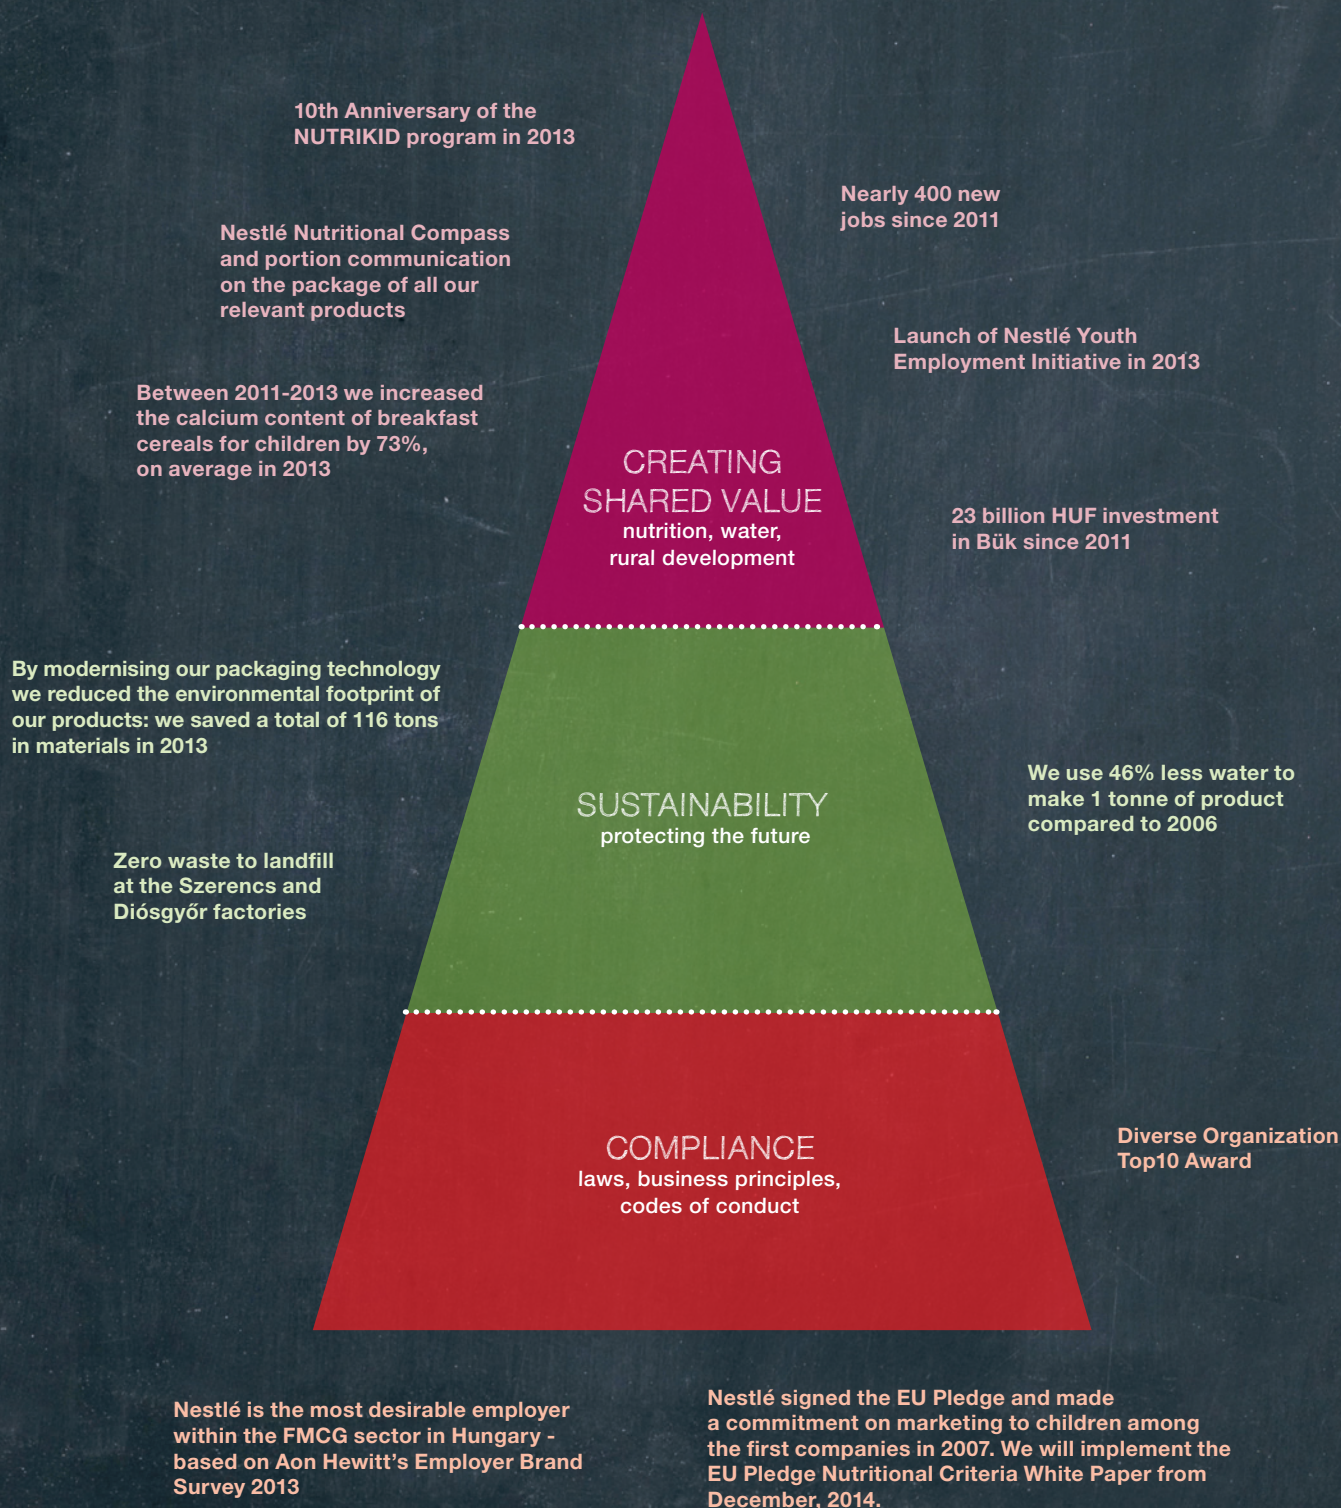 10th Anniversary of the
NUTRIKID program in 2013
Nearly 400 new
jobs since 2011
Nestlé Nutritional Compass
and portion communication
on the package of all our
relevant products
Launch of Nestlé Youth
Employment Initiative in 2013
Between 2011-2013 we increased
the calcium content of breakfast
cereals for children by 73%,
on average in 2013
CREATING
SHARED VALUE
nutrition, water,
rural development
23 billion HUF investment
in Bük since 2011
By modernising our packaging technology
we reduced the environmental footprint of
our products: we saved a total of 116 tons
in materials in 2013
SUSTAINABILITY
protecting the future
We use 46% less water to
make 1 tonne of product
compared to 2006
Zero waste to landfill
at the Szerencs and
Diósgyőr factories
COMPLIANCE
laws, business principles,
codes of conduct
Diverse Organization
Top10 Award
Nestlé is the most desirable employer
within the FMCG sector in Hungary -
based on Aon Hewitt’s Employer Brand
Survey 2013
Nestlé signed the EU Pledge and made
a commitment on marketing to children among
the first companies in 2007. We will implement the
EU Pledge Nutritional Criteria White Paper from
December, 2014.